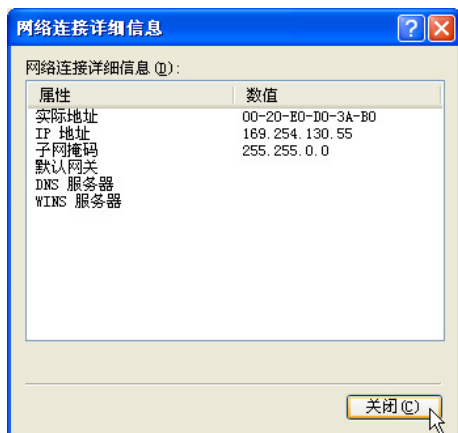 网络连接详细信息
网络连接详细信息(D):
属性 数值
实际地址 00-20-E0-D0-3A-B0
IP 地址 169.254.130.55
子网掩码 255.255.0.0
默认网关
DNS 服务器
WINS 服务器
关闭(C)